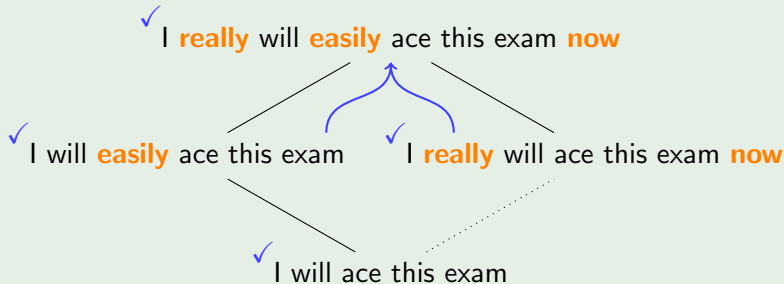 ✓I really will easily ace this exam now
✓I will easily ace this exam
✓I really will ace this exam now
✓I will ace this exam